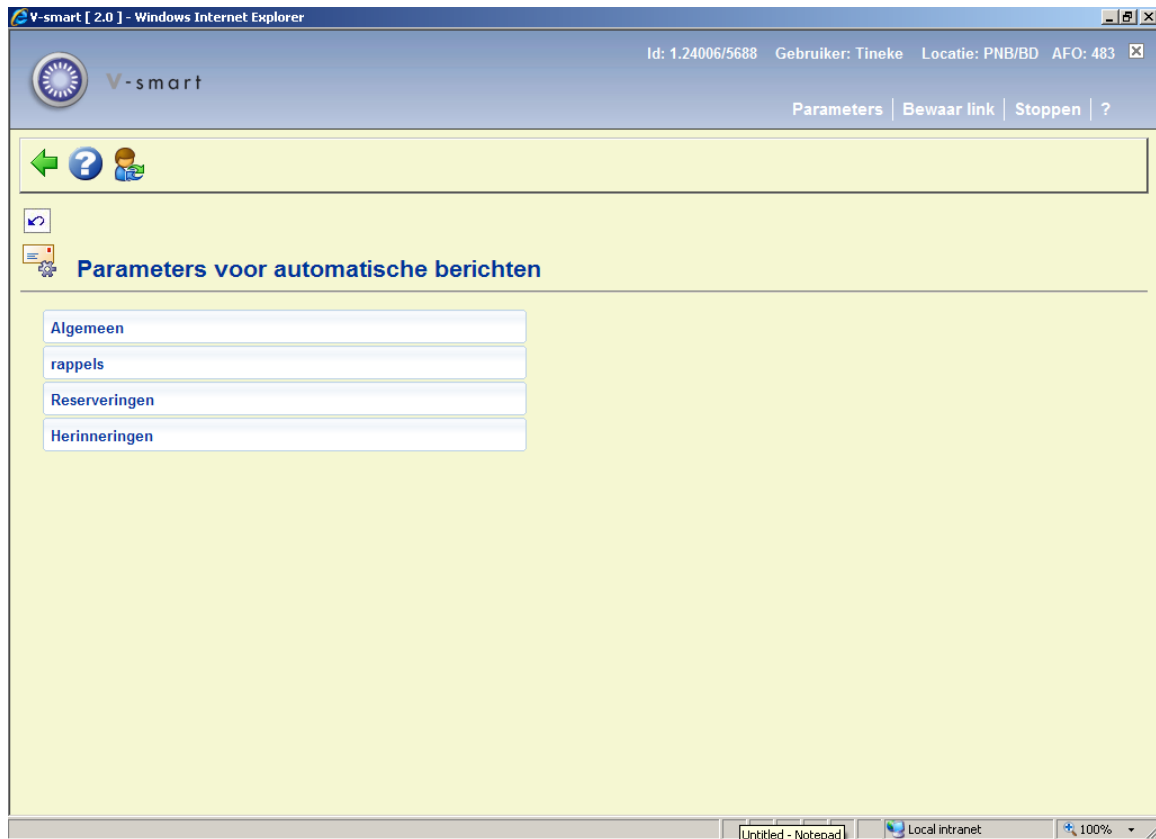 V-smart [ 2.0 ] - Windows Internet Explorer
Id: 1.24006/5688 Gebruiker: Tineke Locatie: PNB/BD AFO: 483
V-smart
Parameters Bewaar link Stoppen ?
Parameters voor automatische berichten
Algemeen
rappels
Reserveringen
Herinneringen
Untitled - Notepad
Local intranet
100%